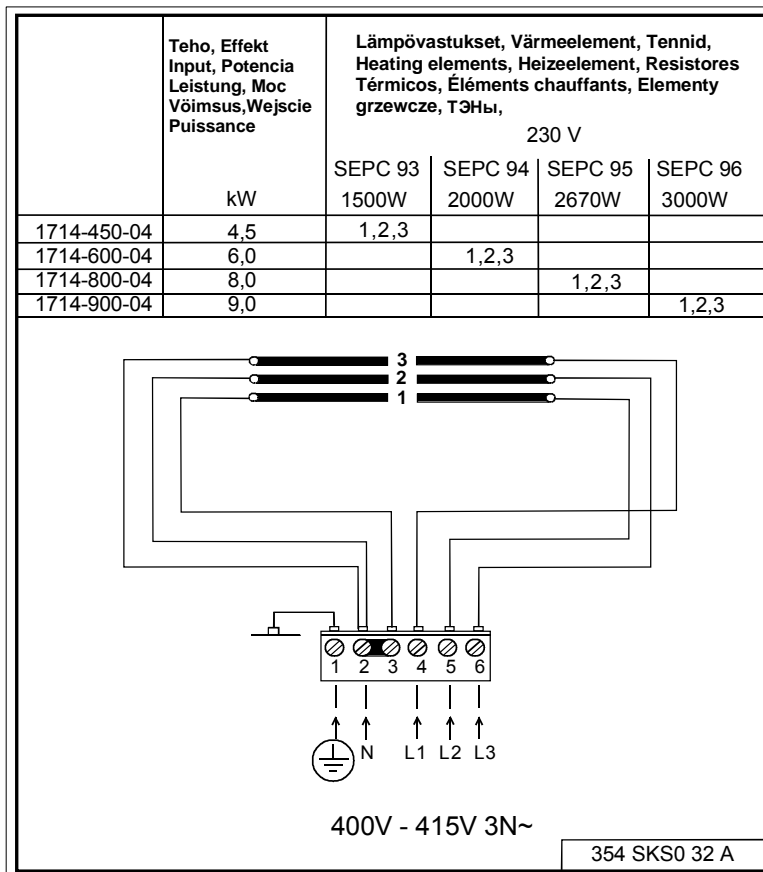 Teho, Effekt
Input, Potencia
Leistung, Moc
Vöimsus,Wejscie
Puissance
kW
Lämpövastukset, Värmeelement, Tennid,
Heating elements, Heizeelement, Resistores
Térmicos, Éléments chauffants, Elementy
grzewcze, ТЭНы,
230 V
SEPC 93 SEPC 94 SEPC 95 SEPC 96
1500W 2000W 2670W 3000W
1714-450-04 4,5 1,2,3
1714-600-04 6,0 1,2,3
1714-800-04 8,0 1,2,3
1714-900-04 9,0 1,2,3
3
2
1
1 2 3 4 5 6
N L1 L2 L3
400V - 415V 3N~
354 SKS0 32 A